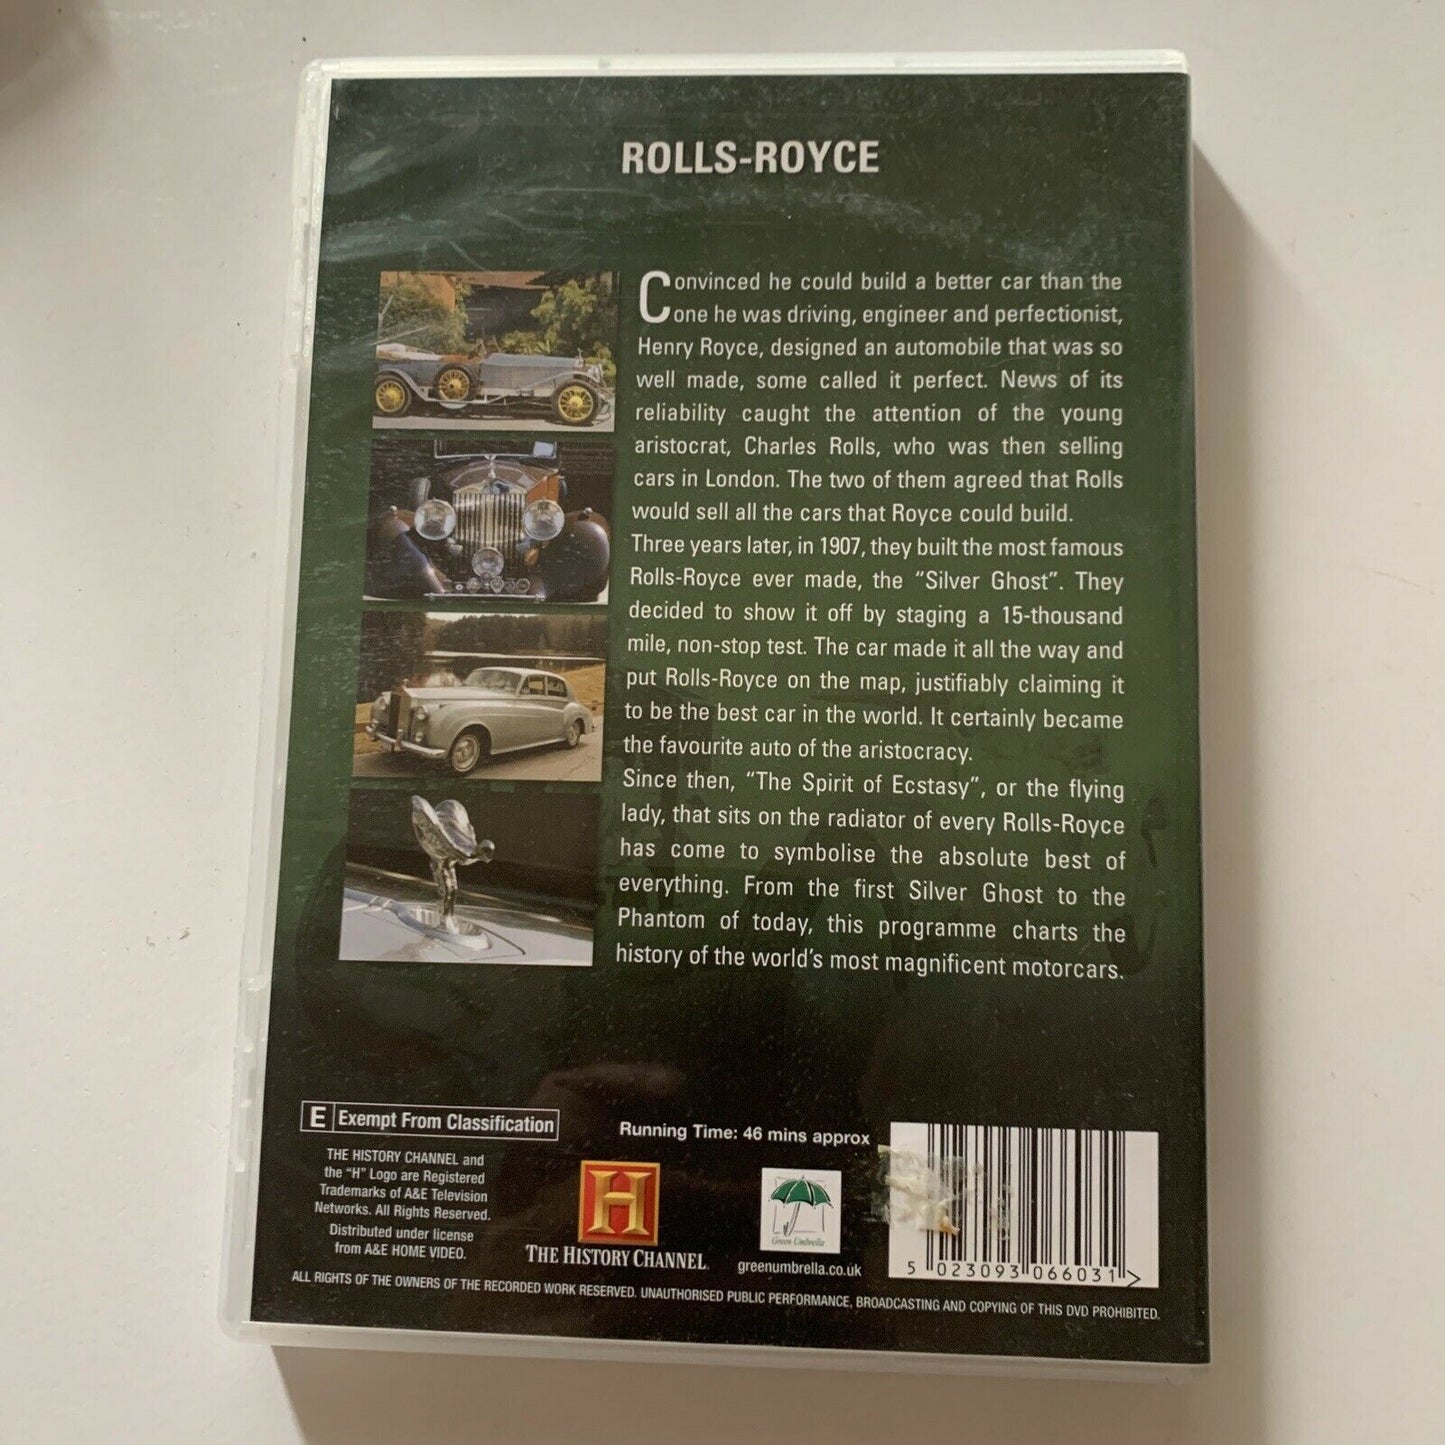 ROLLS-ROYCE
Convinced he could build a better car than the
one he was driving, engineer and perfectionist,
Henry Royce, designed an automobile that was so
well made, some called it perfect. News of its
reliability caught the attention of the young
aristocrat, Charles Rolls, who was then selling
cars in London. The two of them agreed that Rolls
would sell all the cars that Royce could build.
Three years later, in 1907, they built the most famous
Rolls-Royce ever made, the “Silver Ghost”. They
decided to show it off by staging a 15-thousand
mile, non-stop test. The car made it all the way and
put Rolls-Royce on the map, justifiably claiming it
to be the best car in the world. It certainly became
the favourite auto of the aristocracy.
Since then, “The Spirit of Ecstasy”, or the flying
lady, that sits on the radiator of every Rolls-Royce
has come to symbolise the absolute best of
everything. From the first Silver Ghost to the
Phantom of today, this programme charts the
history of the world’s most magnificent motorcars.
E Exempt From Classification
THE HISTORY CHANNEL and
the “H” Logo are Registered
Trademarks of A&E Television
Networks. All Rights Reserved.
Distributed under license
from A&E HOME VIDEO.
Running Time: 46 mins approx
H
THE HISTORY CHANNEL
Green Umbrella
greenumbrella.co.uk
5 023093 066031 >
ALL RIGHTS OF THE OWNERS OF THE RECORDED WORK RESERVED. UNAUTHORISED PUBLIC PERFORMANCE, BROADCASTING AND COPYING OF THIS DVD PROHIBITED.